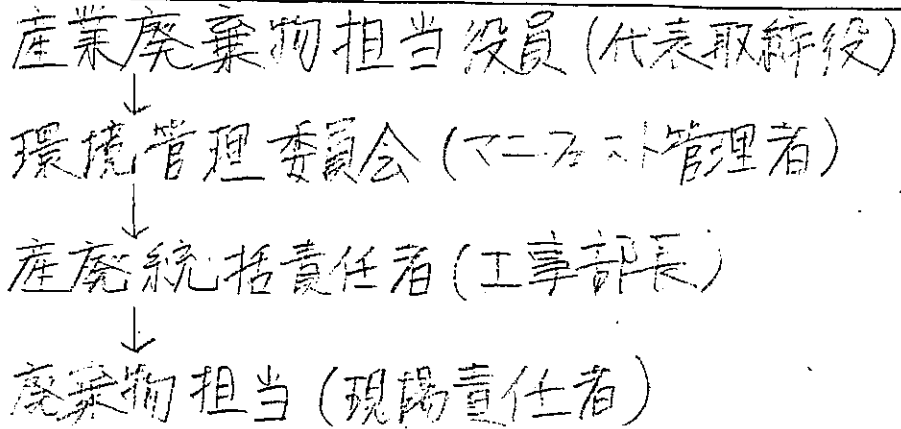 産業廃棄物担当役員(代表取締役)
↓
環境管理委員会(マニフェスト管理者)
↓
産廃統括責任者(工事部長)
↓
廃棄物担当(現場責任者)